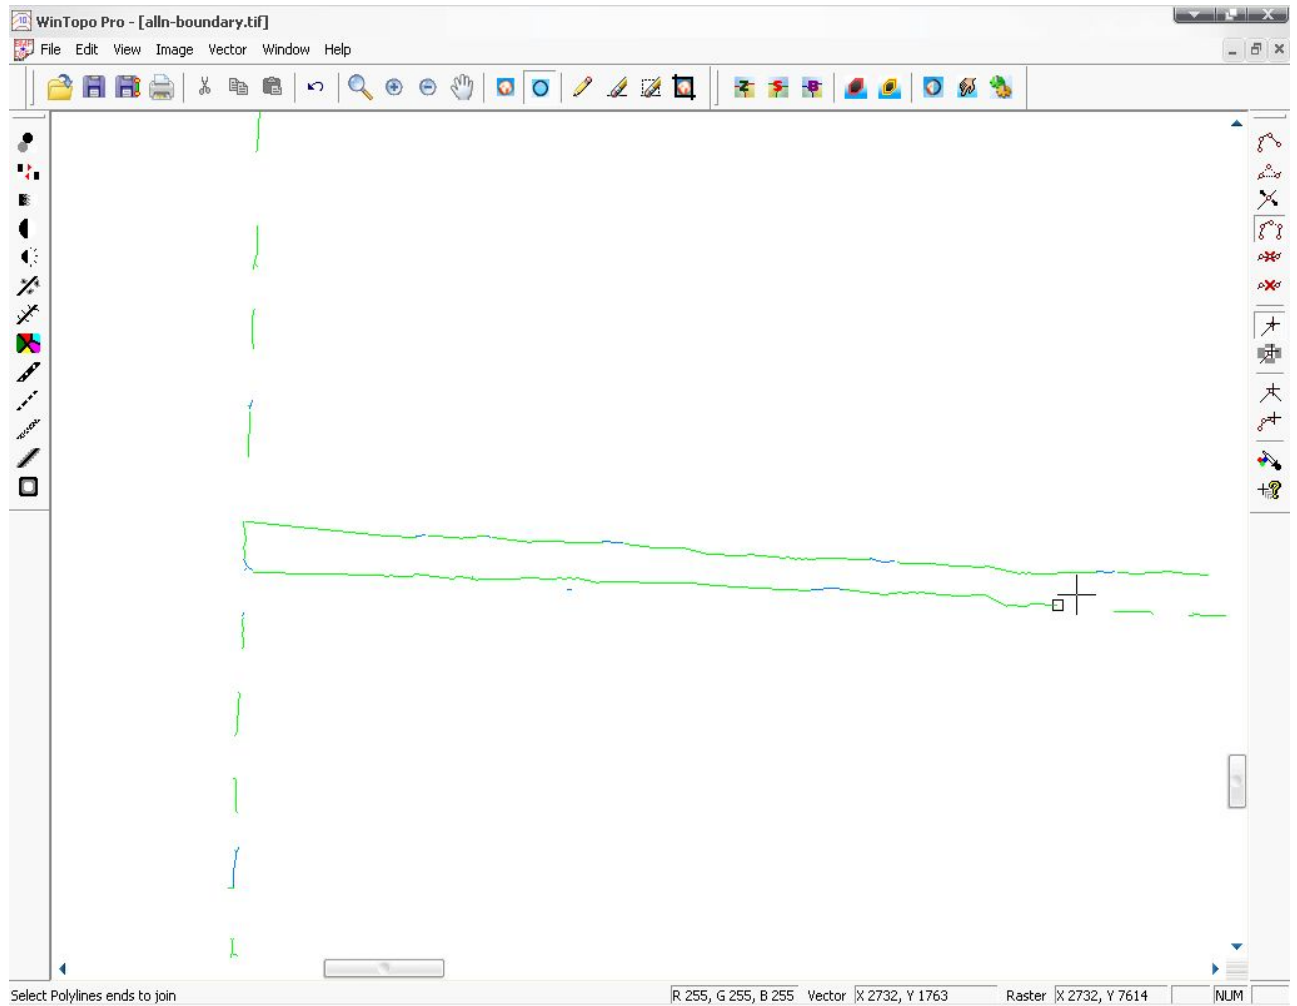 WinTopo Pro - [alln-boundary.tif]
File Edit View Image Vector Window Help
Select Polylines ends to join R 255, G 255, B 255 Vector X 2732, Y 1763 Raster X 2732, Y 7614 NUM